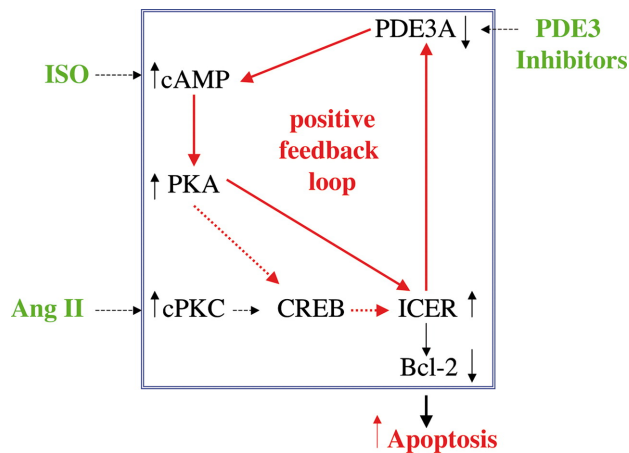 PDE3A
PDE3
Inhibitors
ISO
cAMP
positive
feedback
loop
PKA
Ang II
cPKC
CREB
ICER
Bcl-2
Apoptosis